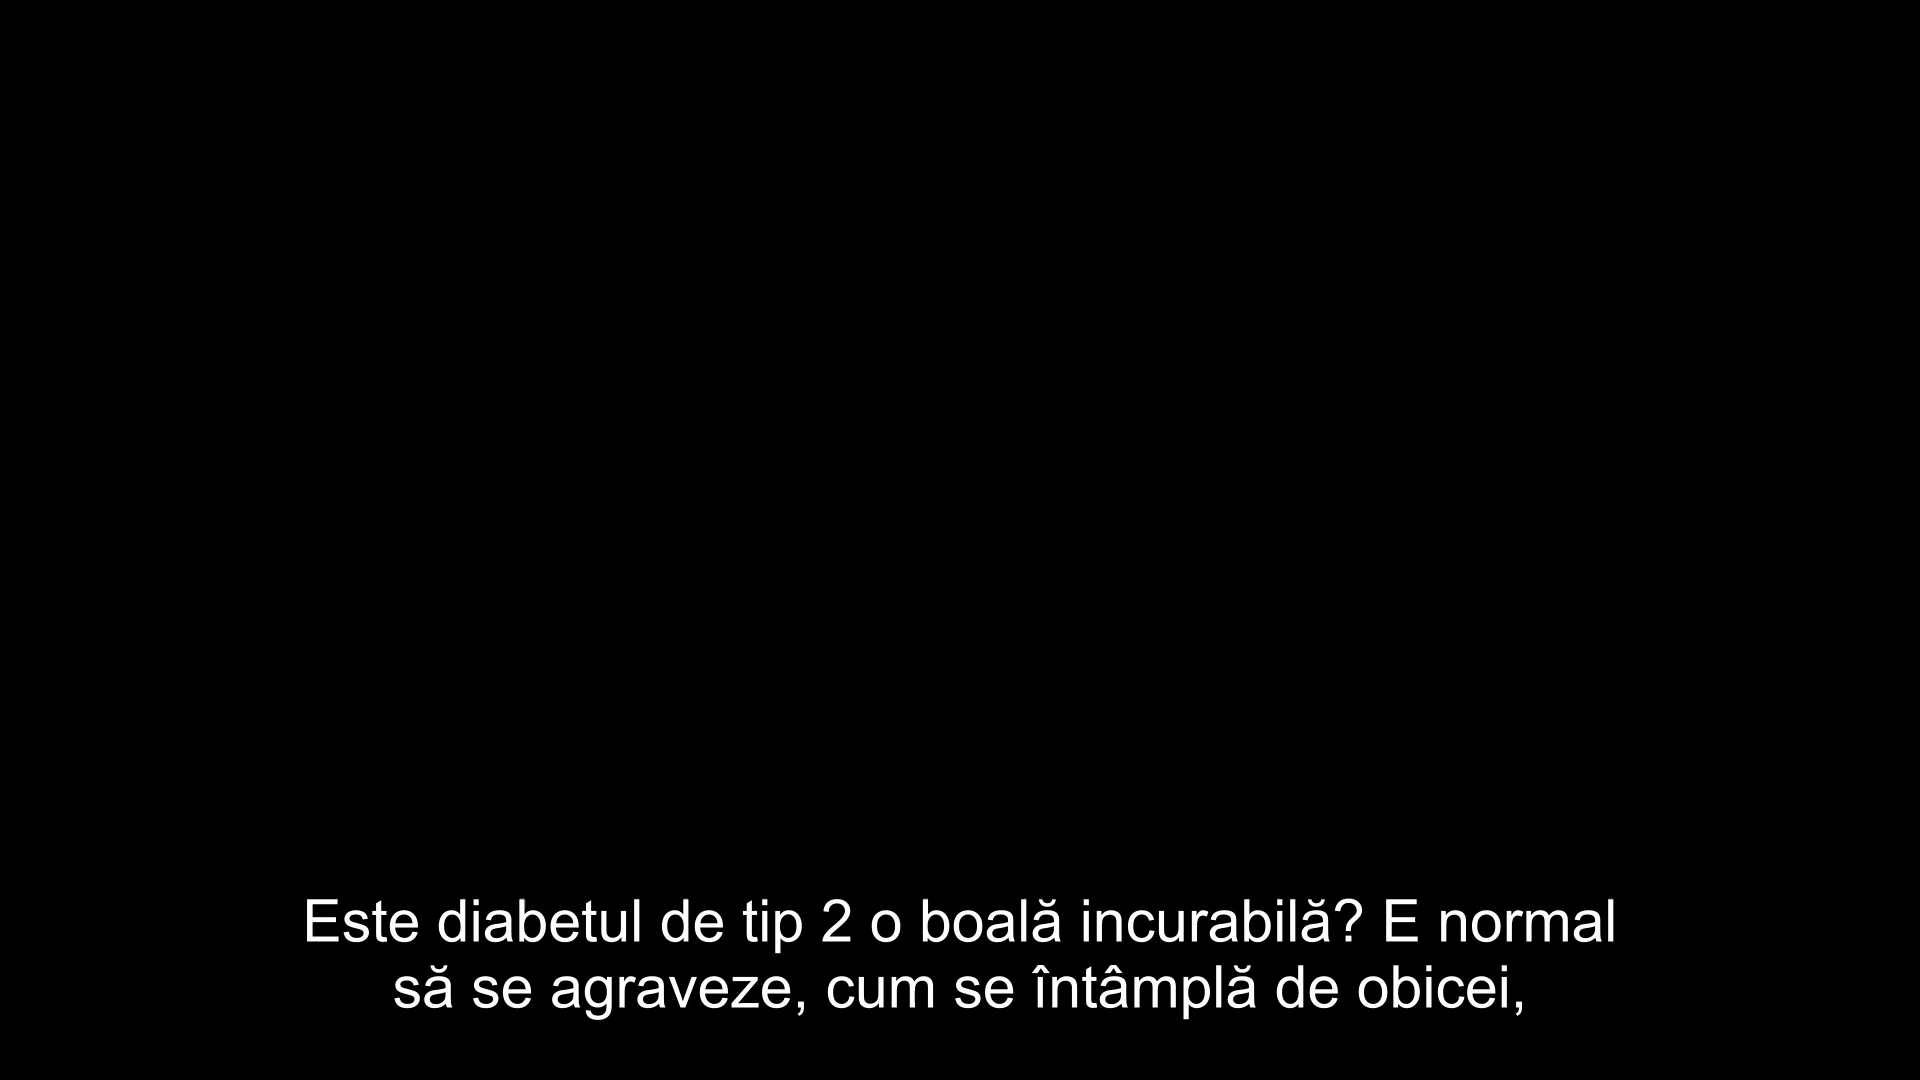 Este diabetul de tip 2 o boală incurabilă? E normal
să se agraveze, cum se întâmplă de obicei,